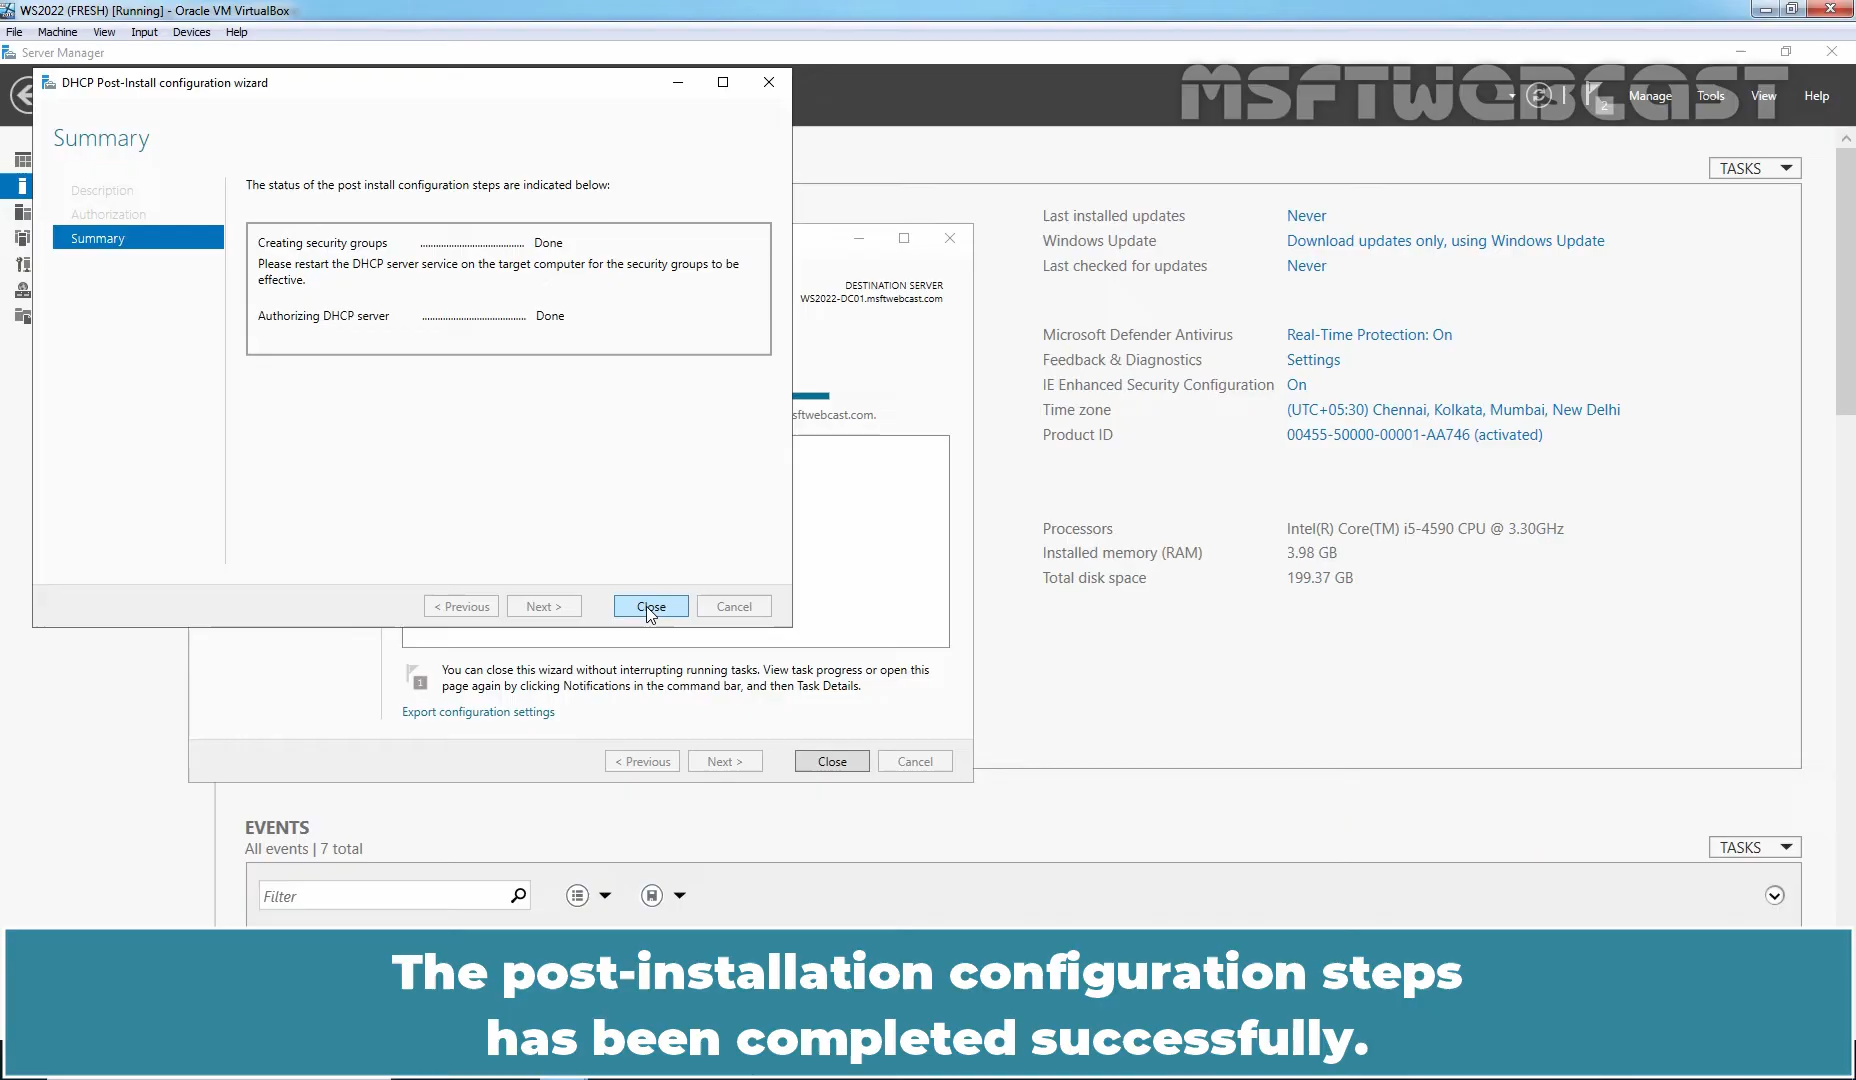 WS2022 (FRESH) [Running] - Oracle VM VirtualBox
File Machine View Input Devices Help
Server Manager
DHCP Post-Install configuration wizard
MSFTWEBCAST
2
Manage Tools View Help
Summary
Description
Authorization
Summary
The status of the post install configuration steps are indicated below:
Creating security groups ..................................... Done
Please restart the DHCP server service on the target computer for the security groups to be
effective.
Authorizing DHCP server ..................................... Done
< Previous Next > Close Cancel
DESTINATION SERVER
WS2022-DC01.msftwebcast.com
sftwebcast.com.
1
You can close this wizard without interrupting running tasks. View task progress or open this
page again by clicking Notifications in the command bar, and then Task Details.
Export configuration settings
< Previous Next > Close Cancel
TASKS
Last installed updates Never
Windows Update Download updates only, using Windows Update
Last checked for updates Never
Microsoft Defender Antivirus Real-Time Protection: On
Feedback & Diagnostics Settings
IE Enhanced Security Configuration On
Time zone (UTC+05:30) Chennai, Kolkata, Mumbai, New Delhi
Product ID 00455-50000-00001-AA746 (activated)
Processors Intel(R) Core(TM) i5-4590 CPU @ 3.30GHz
Installed memory (RAM) 3.98 GB
Total disk space 199.37 GB
EVENTS
All events | 7 total
TASKS
Filter
The post-installation configuration steps
has been completed successfully.